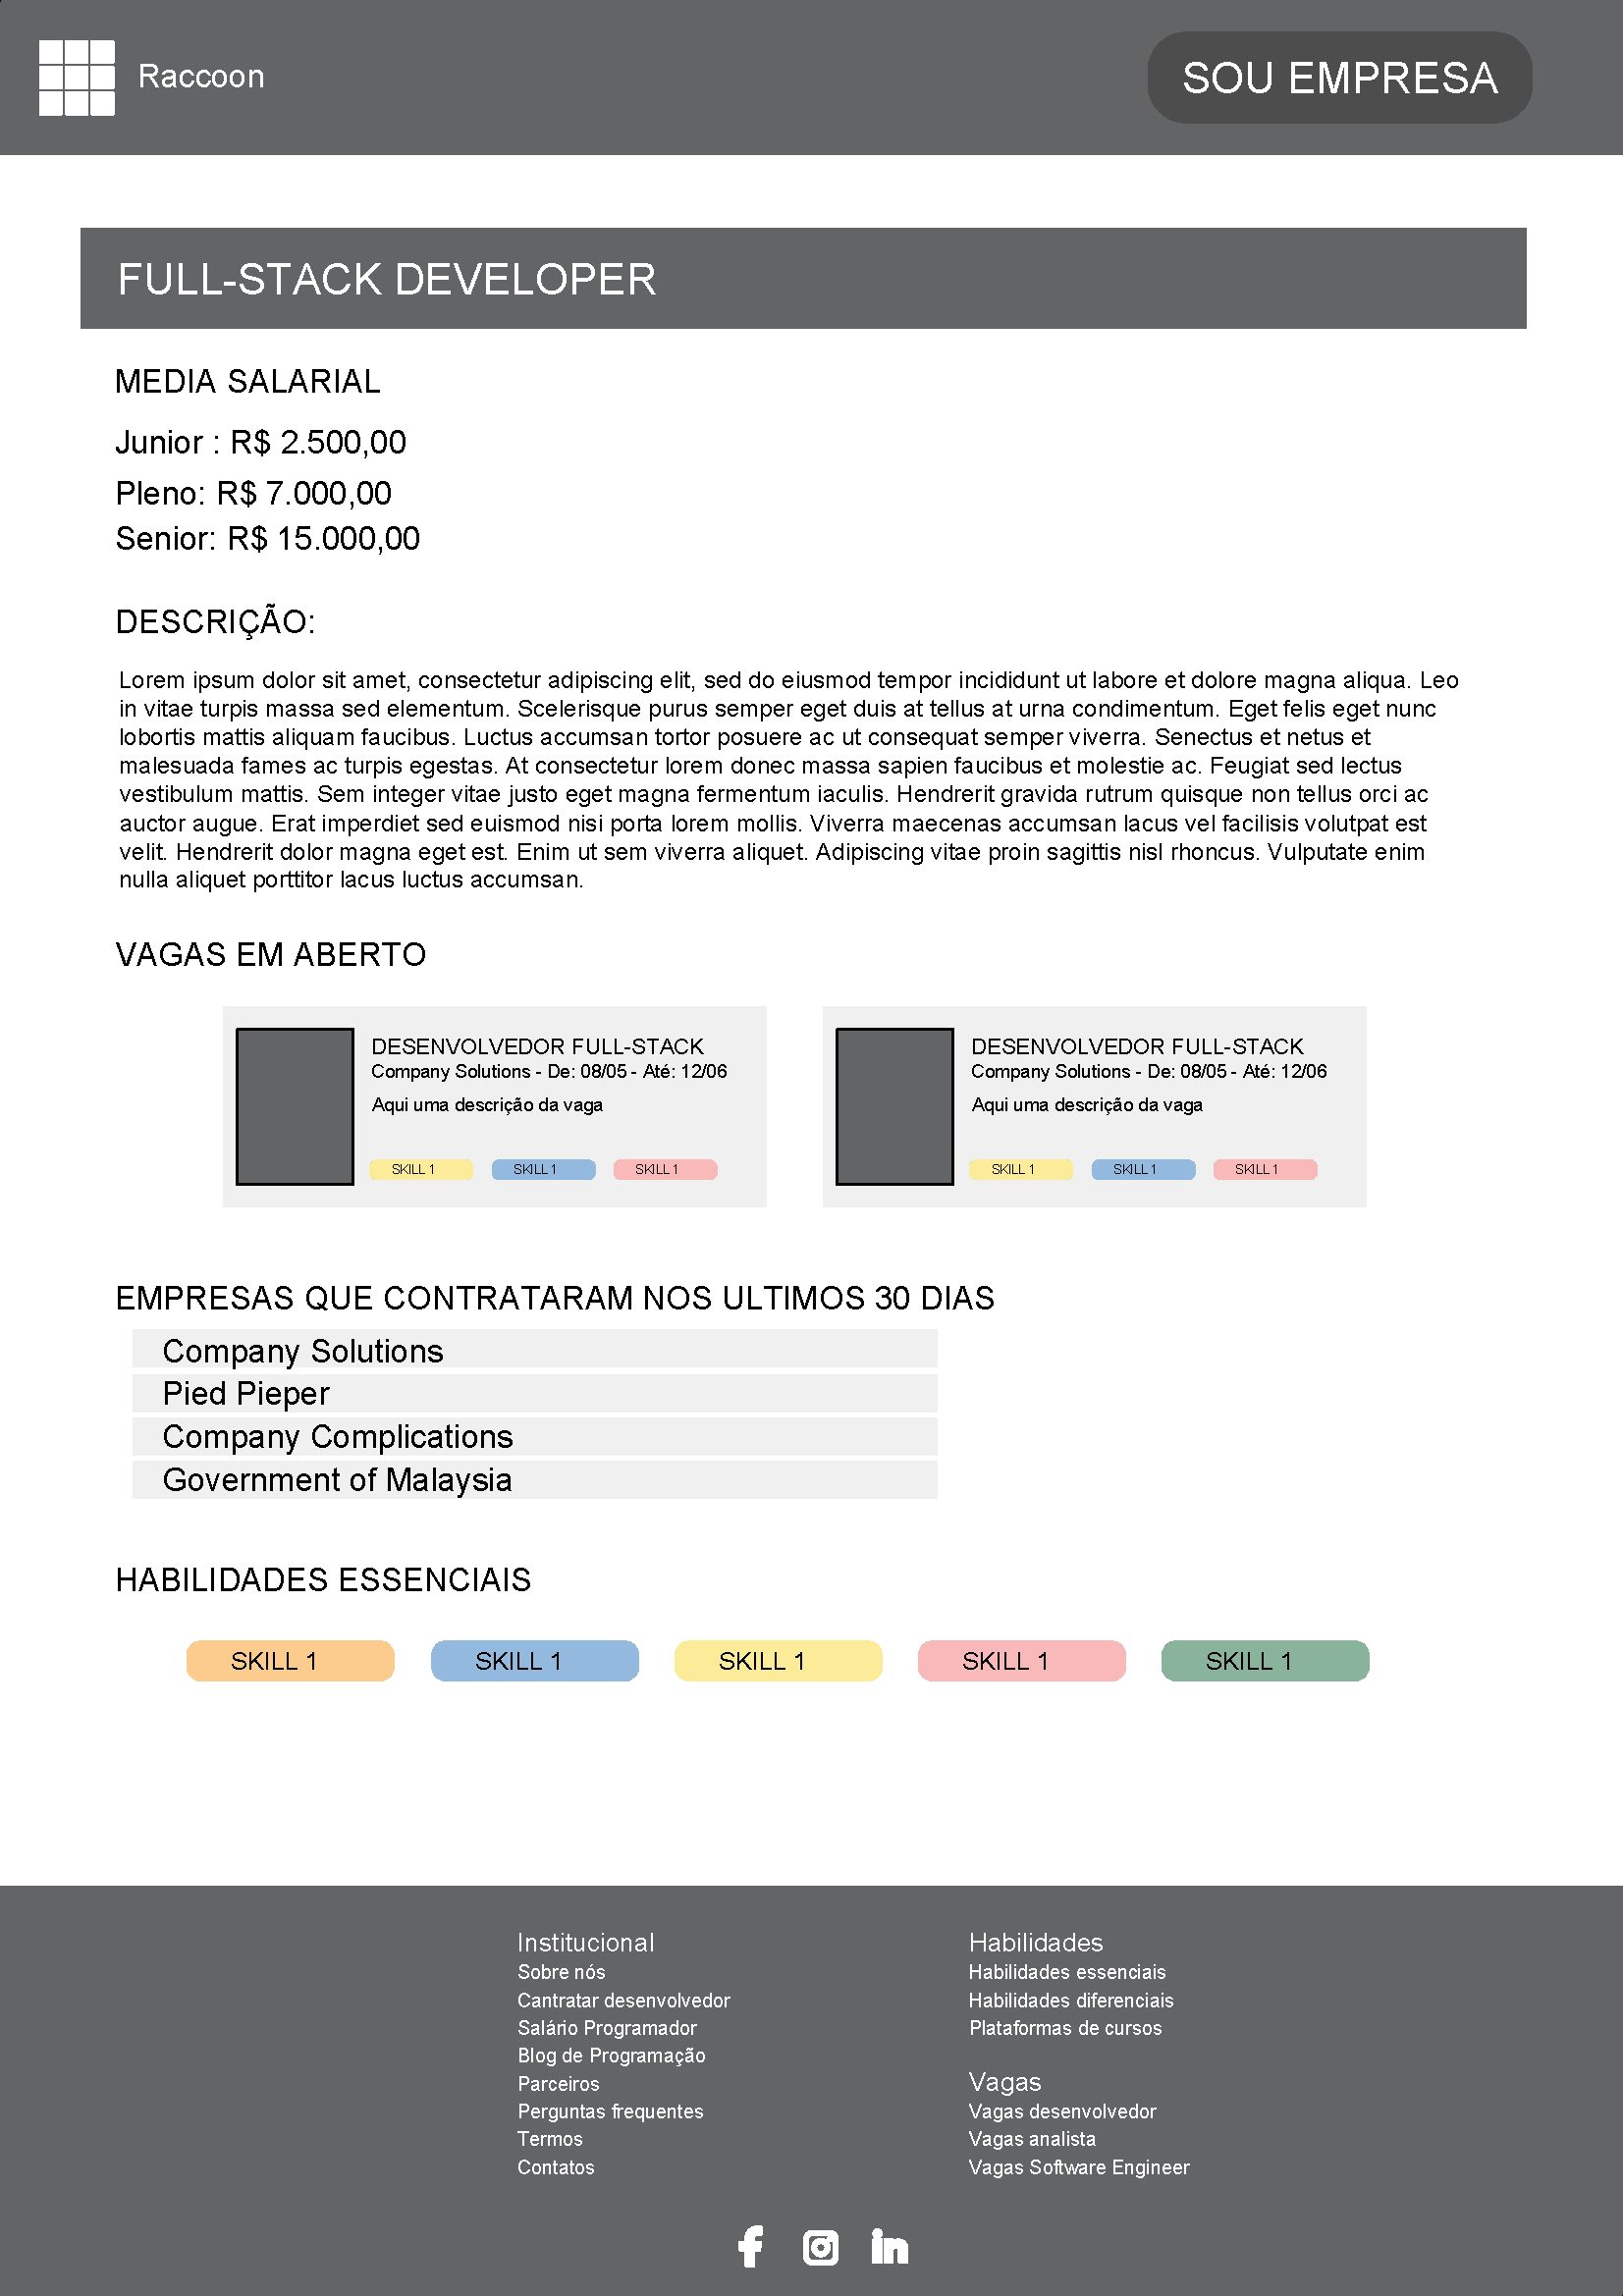 Raccoon
SOU EMPRESA
FULL-STACK DEVELOPER
MEDIA SALARIAL
Junior : R$ 2.500,00
Pleno: R$ 7.000,00
Senior: R$ 15.000,00
DESCRIÇÃO:
Lorem ipsum dolor sit amet, consectetur adipiscing elit, sed do eiusmod tempor incididunt ut labore et dolore magna aliqua. Leo
in vitae turpis massa sed elementum. Scelerisque purus semper eget duis at tellus at urna condimentum. Eget felis eget nunc
lobortis mattis aliquam faucibus. Luctus accumsan tortor posuere ac ut consequat semper viverra. Senectus et netus et
malesuada fames ac turpis egestas. At consectetur lorem donec massa sapien faucibus et molestie ac. Feugiat sed lectus
vestibulum mattis. Sem integer vitae justo eget magna fermentum iaculis. Hendrerit gravida rutrum quisque non tellus orci ac
auctor augue. Erat imperdiet sed euismod nisi porta lorem mollis. Viverra maecenas accumsan lacus vel facilisis volutpat est
velit. Hendrerit dolor magna eget est. Enim ut sem viverra aliquet. Adipiscing vitae proin sagittis nisl rhoncus. Vulputate enim
nulla aliquet porttitor lacus luctus accumsan.
VAGAS EM ABERTO
DESENVOLVEDOR FULL-STACK
Company Solutions - De: 08/05 - Até: 12/06
Aqui uma descrição da vaga
SKILL 1 SKILL 1 SKILL 1
DESENVOLVEDOR FULL-STACK
Company Solutions - De: 08/05 - Até: 12/06
Aqui uma descrição da vaga
SKILL 1 SKILL 1 SKILL 1
EMPRESAS QUE CONTRATARAM NOS ULTIMOS 30 DIAS
Company Solutions
Pied Pieper
Company Complications
Government of Malaysia
HABILIDADES ESSENCIAIS
SKILL 1 SKILL 1 SKILL 1 SKILL 1 SKILL 1
Institucional
Sobre nós
Cantratar desenvolvedor
Salário Programador
Blog de Programação
Parceiros
Perguntas frequentes
Termos
Contatos
Habilidades
Habilidades essenciais
Habilidades diferenciais
Plataformas de cursos
Vagas
Vagas desenvolvedor
Vagas analista
Vagas Software Engineer